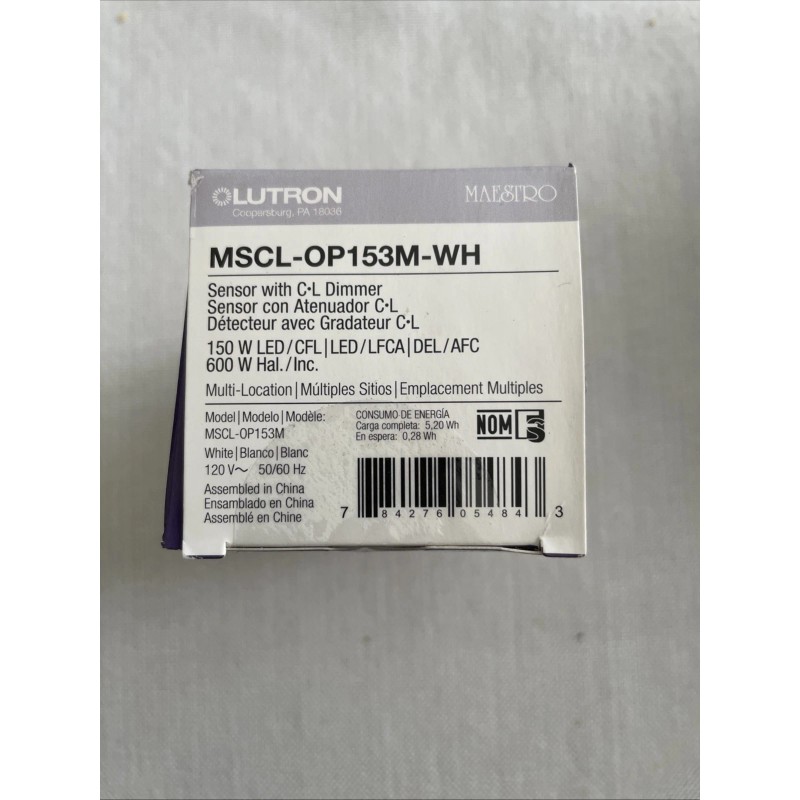 LUTRON MAESTRO
Coopersburg, PA 18036
MSCL-OP153M-WH
Sensor with C•L Dimmer
Sensor con Atenuador C•L
Détecteur avec Gradateur C•L
150 W LED/CFL|LED/LFCA|DEL/AFC
600 W Hal./Inc.
Multi-Location|Múltiples Sitios|Emplacement Multiples
Model|Modelo|Modèle:
MSCL-OP153M
White|Blanco|Blanc
120 V~ 50/60 Hz
Assembled in China
Ensamblado en China
Assemblé en Chine
CONSUMO DE ENERGÍA
Carga completa: 5,20 Wh
En espera: 0,28 Wh
NOM
7 84276 05484 3